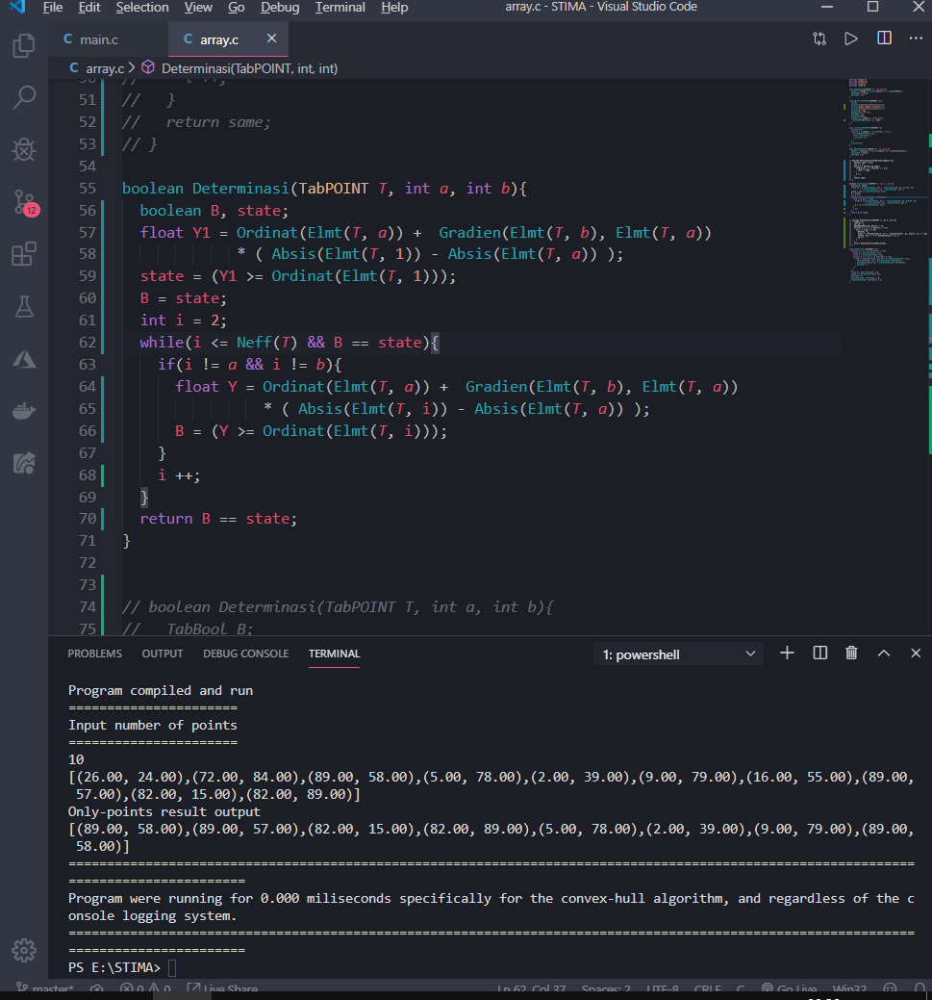 File Edit Selection View Go Debug Terminal Help array.c - STIMA - Visual Studio Code
C main.c C array.c
C array.c > Determinasi(TabPOINT, int, int)
51 //   }
52 //   return same;
53 // }
54
55 boolean Determinasi(TabPOINT T, int a, int b){
56   boolean B, state;
57   float Y1 = Ordinat(Elmt(T, a)) +  Gradien(Elmt(T, b), Elmt(T, a))
58              * ( Absis(Elmt(T, 1)) - Absis(Elmt(T, a)) );
59   state = (Y1 >= Ordinat(Elmt(T, 1)));
60   B = state;
61   int i = 2;
62   while(i <= Neff(T) && B == state){
63     if(i != a && i != b){
64       float Y = Ordinat(Elmt(T, a)) +  Gradien(Elmt(T, b), Elmt(T, a))
65                 * ( Absis(Elmt(T, i)) - Absis(Elmt(T, a)) );
66       B = (Y >= Ordinat(Elmt(T, i)));
67     }
68     i ++;
69   }
70   return B == state;
71 }
72
73
74 // boolean Determinasi(TabPOINT T, int a, int b){
75 //   TabBool B;
12
PROBLEMS OUTPUT DEBUG CONSOLE TERMINAL 1: powershell
Program compiled and run
======================
Input number of points
======================
10
[(26.00, 24.00),(72.00, 84.00),(89.00, 58.00),(5.00, 78.00),(2.00, 39.00),(9.00, 79.00),(16.00, 55.00),(89.00,
57.00),(82.00, 15.00),(82.00, 89.00)]
Only-points result output
[(89.00, 58.00),(89.00, 57.00),(82.00, 15.00),(82.00, 89.00),(5.00, 78.00),(2.00, 39.00),(9.00, 79.00),(89.00,
58.00)]
==============================================================================================================
=======================
Program were running for 0.000 miliseconds specifically for the convex-hull algorithm, and regardless of the c
onsole logging system.
==============================================================================================================
=======================
PS E:\STIMA>
master* 0 0 Live Share Ln 62, Col 37 Spaces: 2 UTF-8 CRLF C Go Live Win32